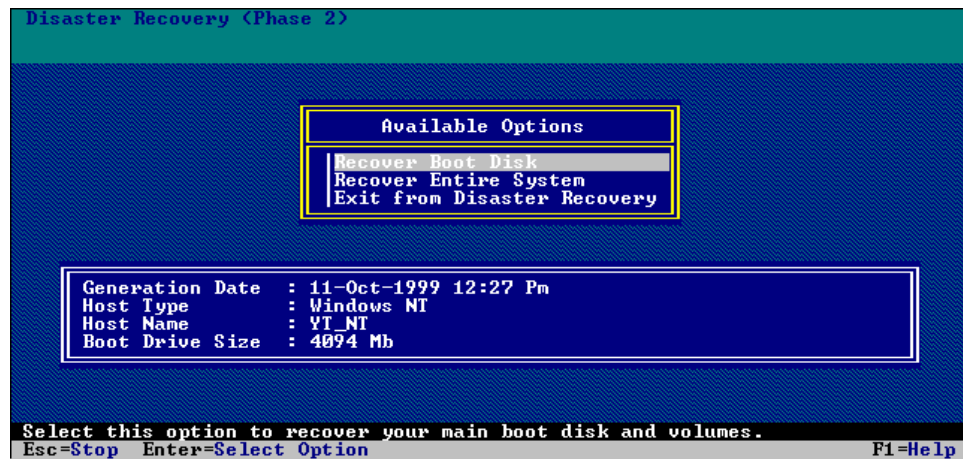 Disaster Recovery (Phase 2)
Available Options
Recover Boot Disk
Recover Entire System
Exit from Disaster Recovery
Generation Date : 11-Oct-1999 12:27 Pm
Host Type : Windows NT
Host Name : YT_NT
Boot Drive Size : 4094 Mb
Select this option to recover your main boot disk and volumes.
Esc=Stop Enter=Select Option F1=Help